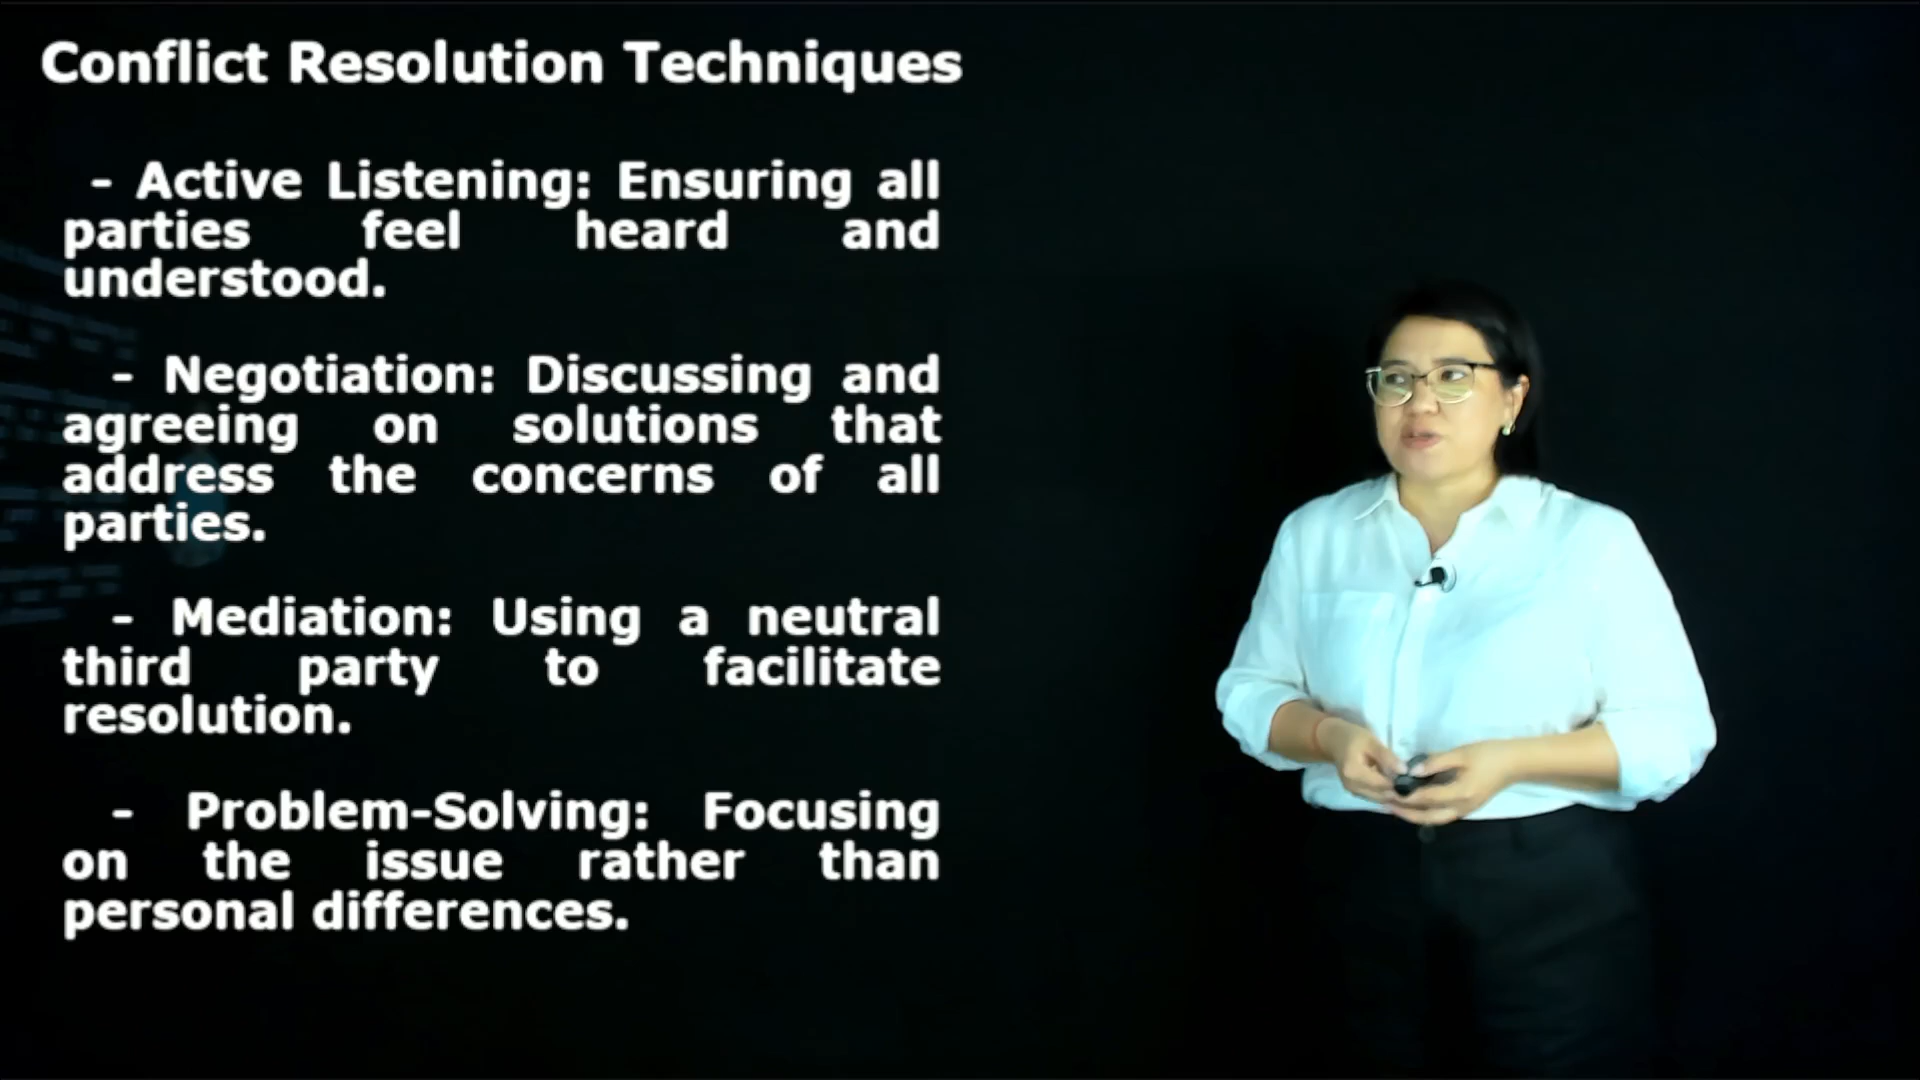 Conflict Resolution Techniques
- Active Listening: Ensuring all
parties feel heard and
understood.
- Negotiation: Discussing and
agreeing on solutions that
address the concerns of all
parties.
- Mediation: Using a neutral
third party to facilitate
resolution.
- Problem-Solving: Focusing
on the issue rather than
personal differences.